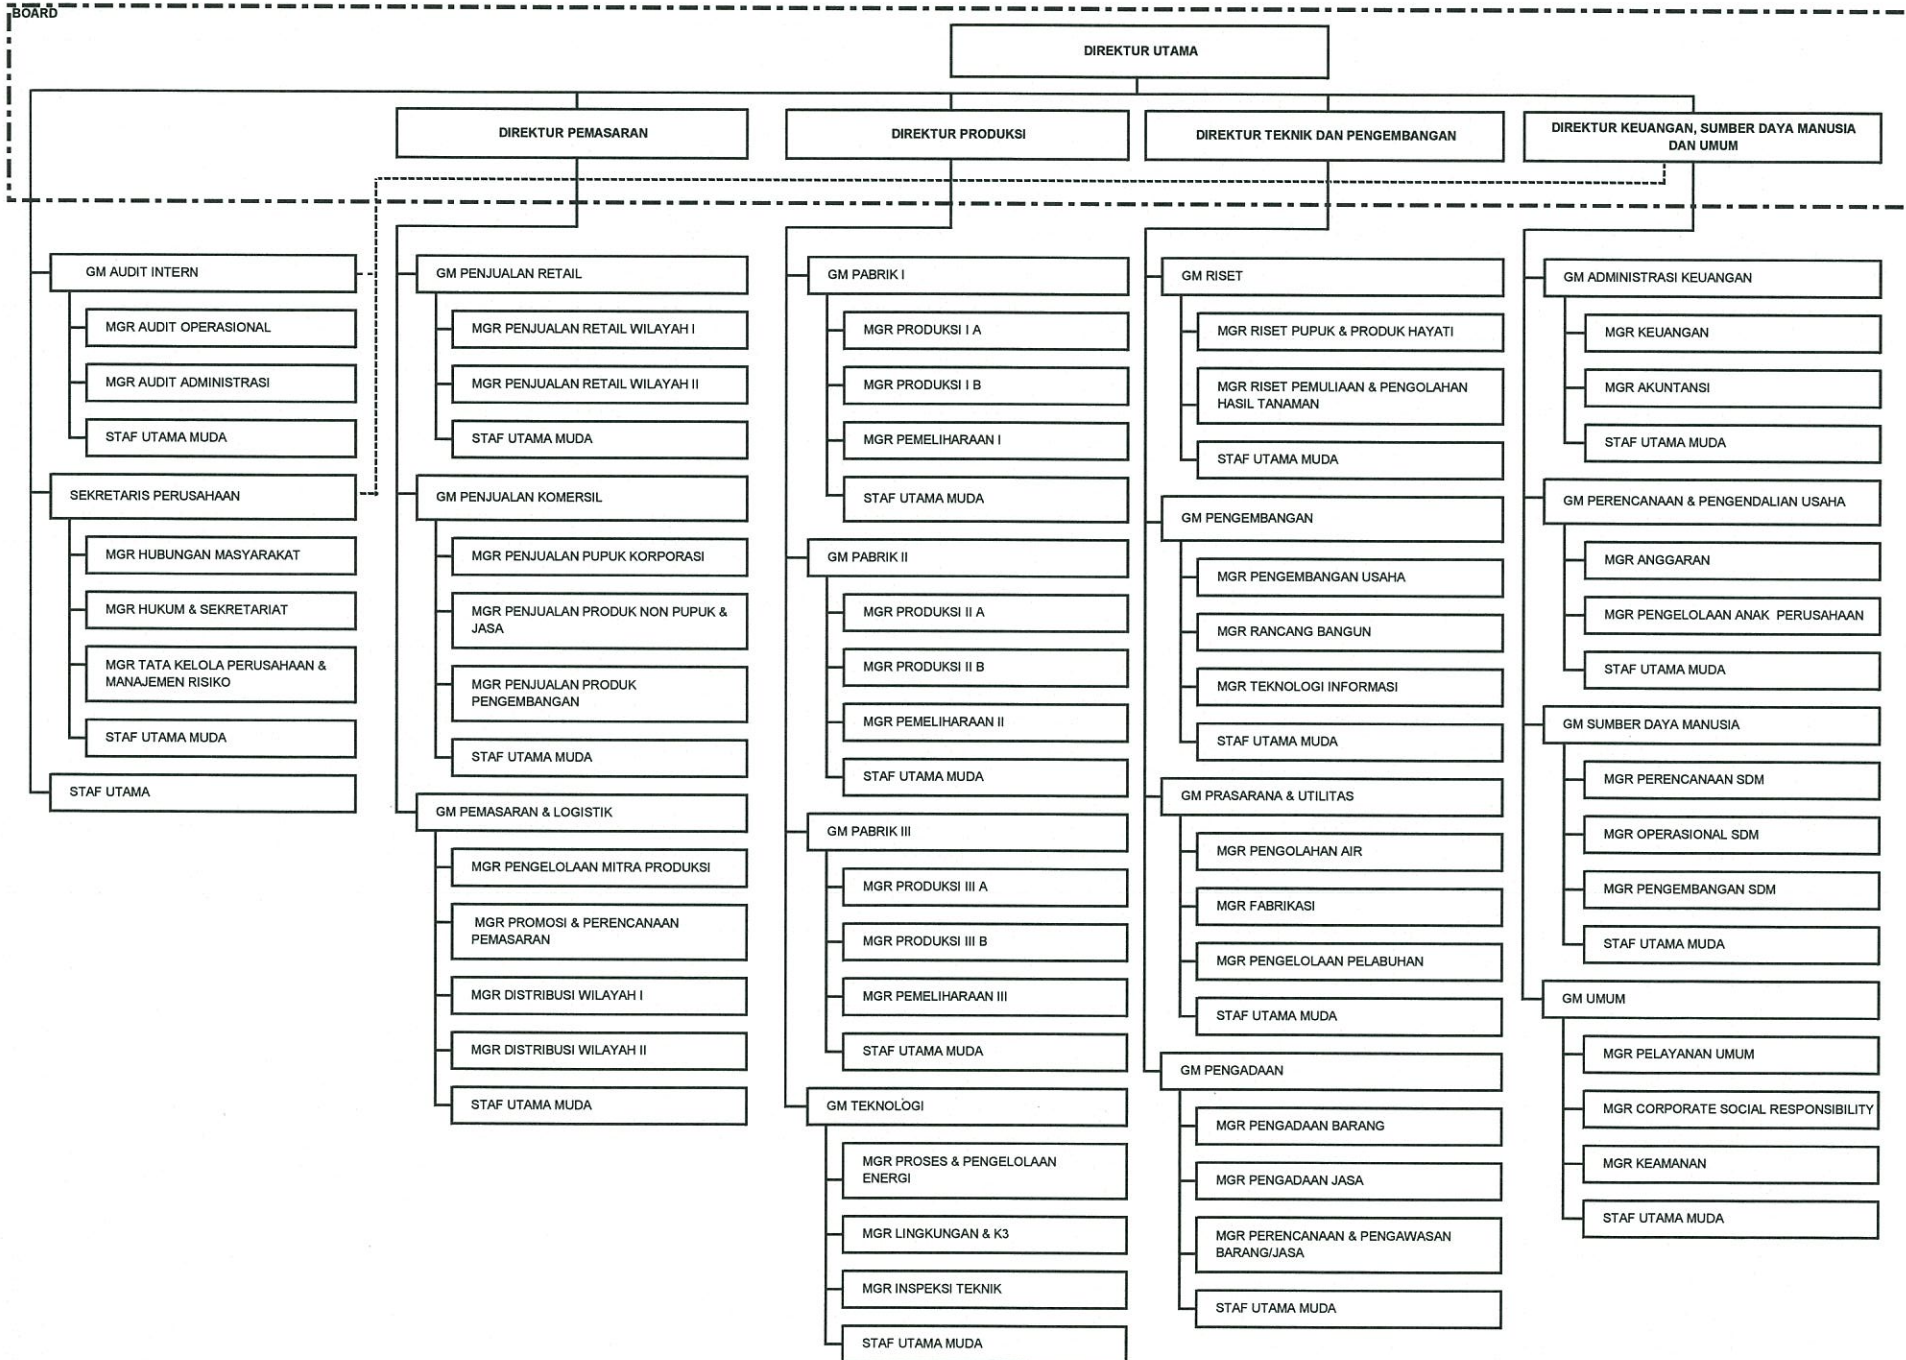 BOARD
DIREKTUR UTAMA
DIREKTUR PEMASARAN
DIREKTUR PRODUKSI
DIREKTUR TEKNIK DAN PENGEMBANGAN
DIREKTUR KEUANGAN, SUMBER DAYA MANUSIA
DAN UMUM
GM AUDIT INTERN
MGR AUDIT OPERASIONAL
MGR AUDIT ADMINISTRASI
STAF UTAMA MUDA
SEKRETARIS PERUSAHAAN
MGR HUBUNGAN MASYARAKAT
MGR HUKUM & SEKRETARIAT
MGR TATA KELOLA PERUSAHAAN &
MANAJEMEN RISIKO
STAF UTAMA MUDA
STAF UTAMA
GM PENJUALAN RETAIL
MGR PENJUALAN RETAIL WILAYAH I
MGR PENJUALAN RETAIL WILAYAH II
STAF UTAMA MUDA
GM PENJUALAN KOMERSIL
MGR PENJUALAN PUPUK KORPORASI
MGR PENJUALAN PRODUK NON PUPUK &
JASA
MGR PENJUALAN PRODUK
PENGEMBANGAN
STAF UTAMA MUDA
GM PEMASARAN & LOGISTIK
MGR PENGELOLAAN MITRA PRODUKSI
MGR PROMOSI & PERENCANAAN
PEMASARAN
MGR DISTRIBUSI WILAYAH I
MGR DISTRIBUSI WILAYAH II
STAF UTAMA MUDA
GM PABRIK I
MGR PRODUKSI I A
MGR PRODUKSI I B
MGR PEMELIHARAAN I
STAF UTAMA MUDA
GM PABRIK II
MGR PRODUKSI II A
MGR PRODUKSI II B
MGR PEMELIHARAAN II
STAF UTAMA MUDA
GM PABRIK III
MGR PRODUKSI III A
MGR PRODUKSI III B
MGR PEMELIHARAAN III
STAF UTAMA MUDA
GM TEKNOLOGI
MGR PROSES & PENGELOLAAN
ENERGI
MGR LINGKUNGAN & K3
MGR INSPEKSI TEKNIK
STAF UTAMA MUDA
GM RISET
MGR RISET PUPUK & PRODUK HAYATI
MGR RISET PEMULIAAN & PENGOLAHAN
HASIL TANAMAN
STAF UTAMA MUDA
GM PENGEMBANGAN
MGR PENGEMBANGAN USAHA
MGR RANCANG BANGUN
MGR TEKNOLOGI INFORMASI
STAF UTAMA MUDA
GM PRASARANA & UTILITAS
MGR PENGOLAHAN AIR
MGR FABRIKASI
MGR PENGELOLAAN PELABUHAN
STAF UTAMA MUDA
GM PENGADAAN
MGR PENGADAAN BARANG
MGR PENGADAAN JASA
MGR PERENCANAAN & PENGAWASAN
BARANG/JASA
STAF UTAMA MUDA
GM ADMINISTRASI KEUANGAN
MGR KEUANGAN
MGR AKUNTANSI
STAF UTAMA MUDA
GM PERENCANAAN & PENGENDALIAN USAHA
MGR ANGGARAN
MGR PENGELOLAAN ANAK PERUSAHAAN
STAF UTAMA MUDA
GM SUMBER DAYA MANUSIA
MGR PERENCANAAN SDM
MGR OPERASIONAL SDM
MGR PENGEMBANGAN SDM
STAF UTAMA MUDA
GM UMUM
MGR PELAYANAN UMUM
MGR CORPORATE SOCIAL RESPONSIBILITY
MGR KEAMANAN
STAF UTAMA MUDA